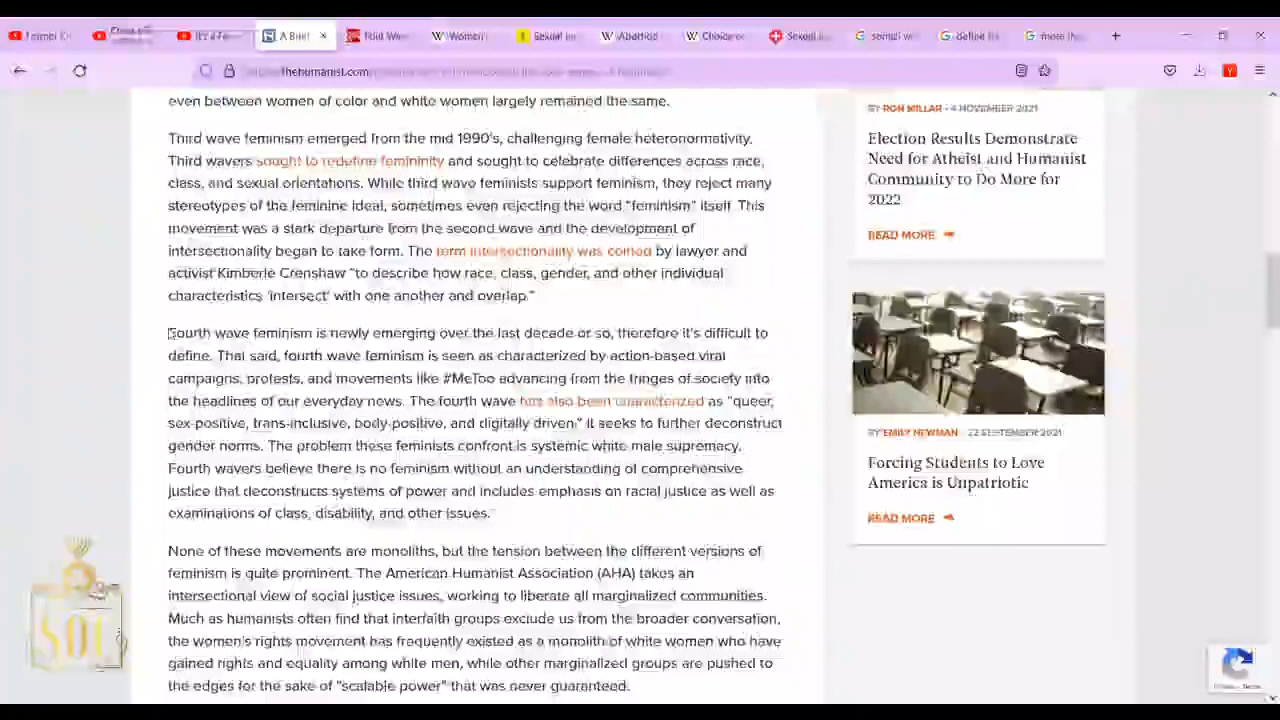 A Brief
Third Wav
Women'
Sexual
Abortio
Choice
Sexual
define
more
thehumanist.com
even between women of color and white women largely remained the same.
Third wave feminism emerged from the mid 1990's, challenging female heteronormativity.
Third wavers sought to redefine femininity and sought to celebrate differences across race,
class, and sexual orientations. While third wave feminists support feminism, they reject many
stereotypes of the feminine ideal, sometimes even rejecting the word "feminism" itself. This
movement was a stark departure from the second wave and the development of
intersectionality began to take form. The term intersectionality was coined by lawyer and
activist Kimberle Crenshaw "to describe how race, class, gender, and other individual
characteristics 'intersect' with one another and overlap."
Fourth wave feminism is newly emerging over the last decade or so, therefore it's difficult to
define. That said, fourth wave feminism is seen as characterized by action-based viral
campaigns, protests, and movements like #MeToo advancing from the fringes of society into
the headlines of our everyday news. The fourth wave has also been characterized as "queer,
sex-positive, trans-inclusive, body-positive, and digitally driven." It seeks to further deconstruct
gender norms. The problem these feminists confront is systemic white male supremacy.
Fourth wavers believe there is no feminism without an understanding of comprehensive
justice that deconstructs systems of power and includes emphasis on racial justice as well as
examinations of class, disability, and other issues.
None of these movements are monoliths, but the tension between the different versions of
feminism is quite prominent. The American Humanist Association (AHA) takes an
intersectional view of social justice issues, working to liberate all marginalized communities.
Much as humanists often find that interfaith groups exclude us from the broader conversation,
the women's rights movement has frequently existed as a monolith of white women who have
gained rights and equality among white men, while other marginalized groups are pushed to
the edges for the sake of "scalable power" that was never guaranteed.
BY RON MILLAR • 4 NOVEMBER 2021
Election Results Demonstrate
Need for Atheist and Humanist
Community to Do More for
2022
READ MORE
BY EMILY NEWMAN • 22 SEPTEMBER 2021
Forcing Students to Love
America is Unpatriotic
READ MORE
Privacy - Terms